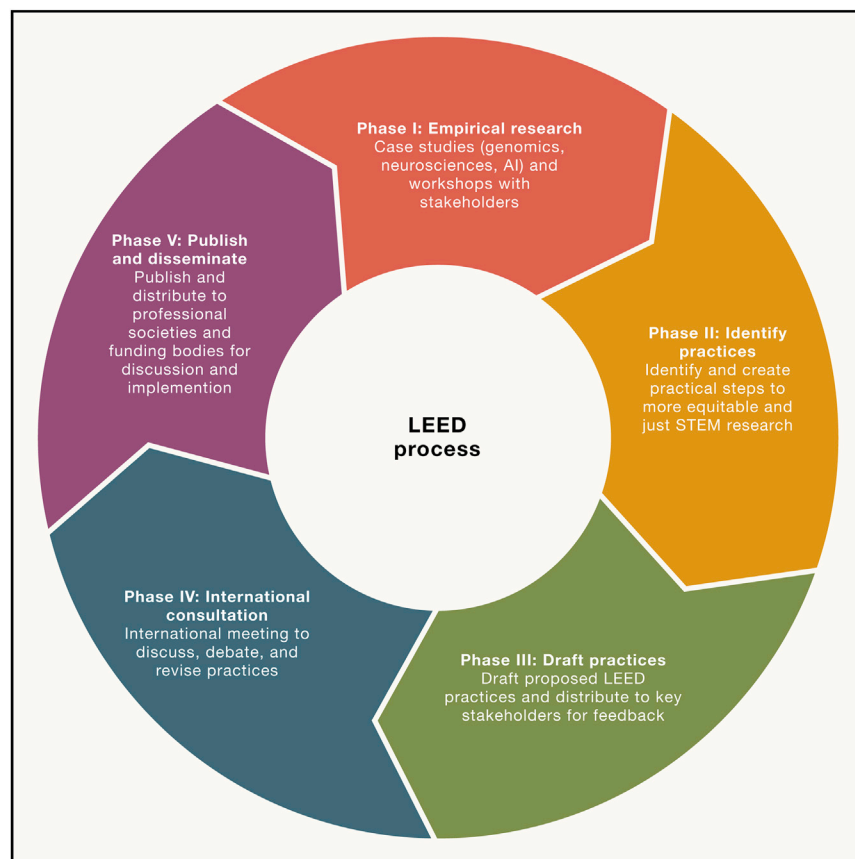 Phase I: Empirical research
Case studies (genomics,
neurosciences, AI) and
workshops with
stakeholders
Phase II: Identify
practices
Identify and create
practical steps to
more equitable and
just STEM research
Phase III: Draft practices
Draft proposed LEED
practices and distribute to key
stakeholders for feedback
Phase IV: International
consultation
International meeting to
discuss, debate, and
revise practices
Phase V: Publish
and disseminate
Publish and
distribute to
professional
societies and
funding bodies for
discussion and
implemention
LEED
process